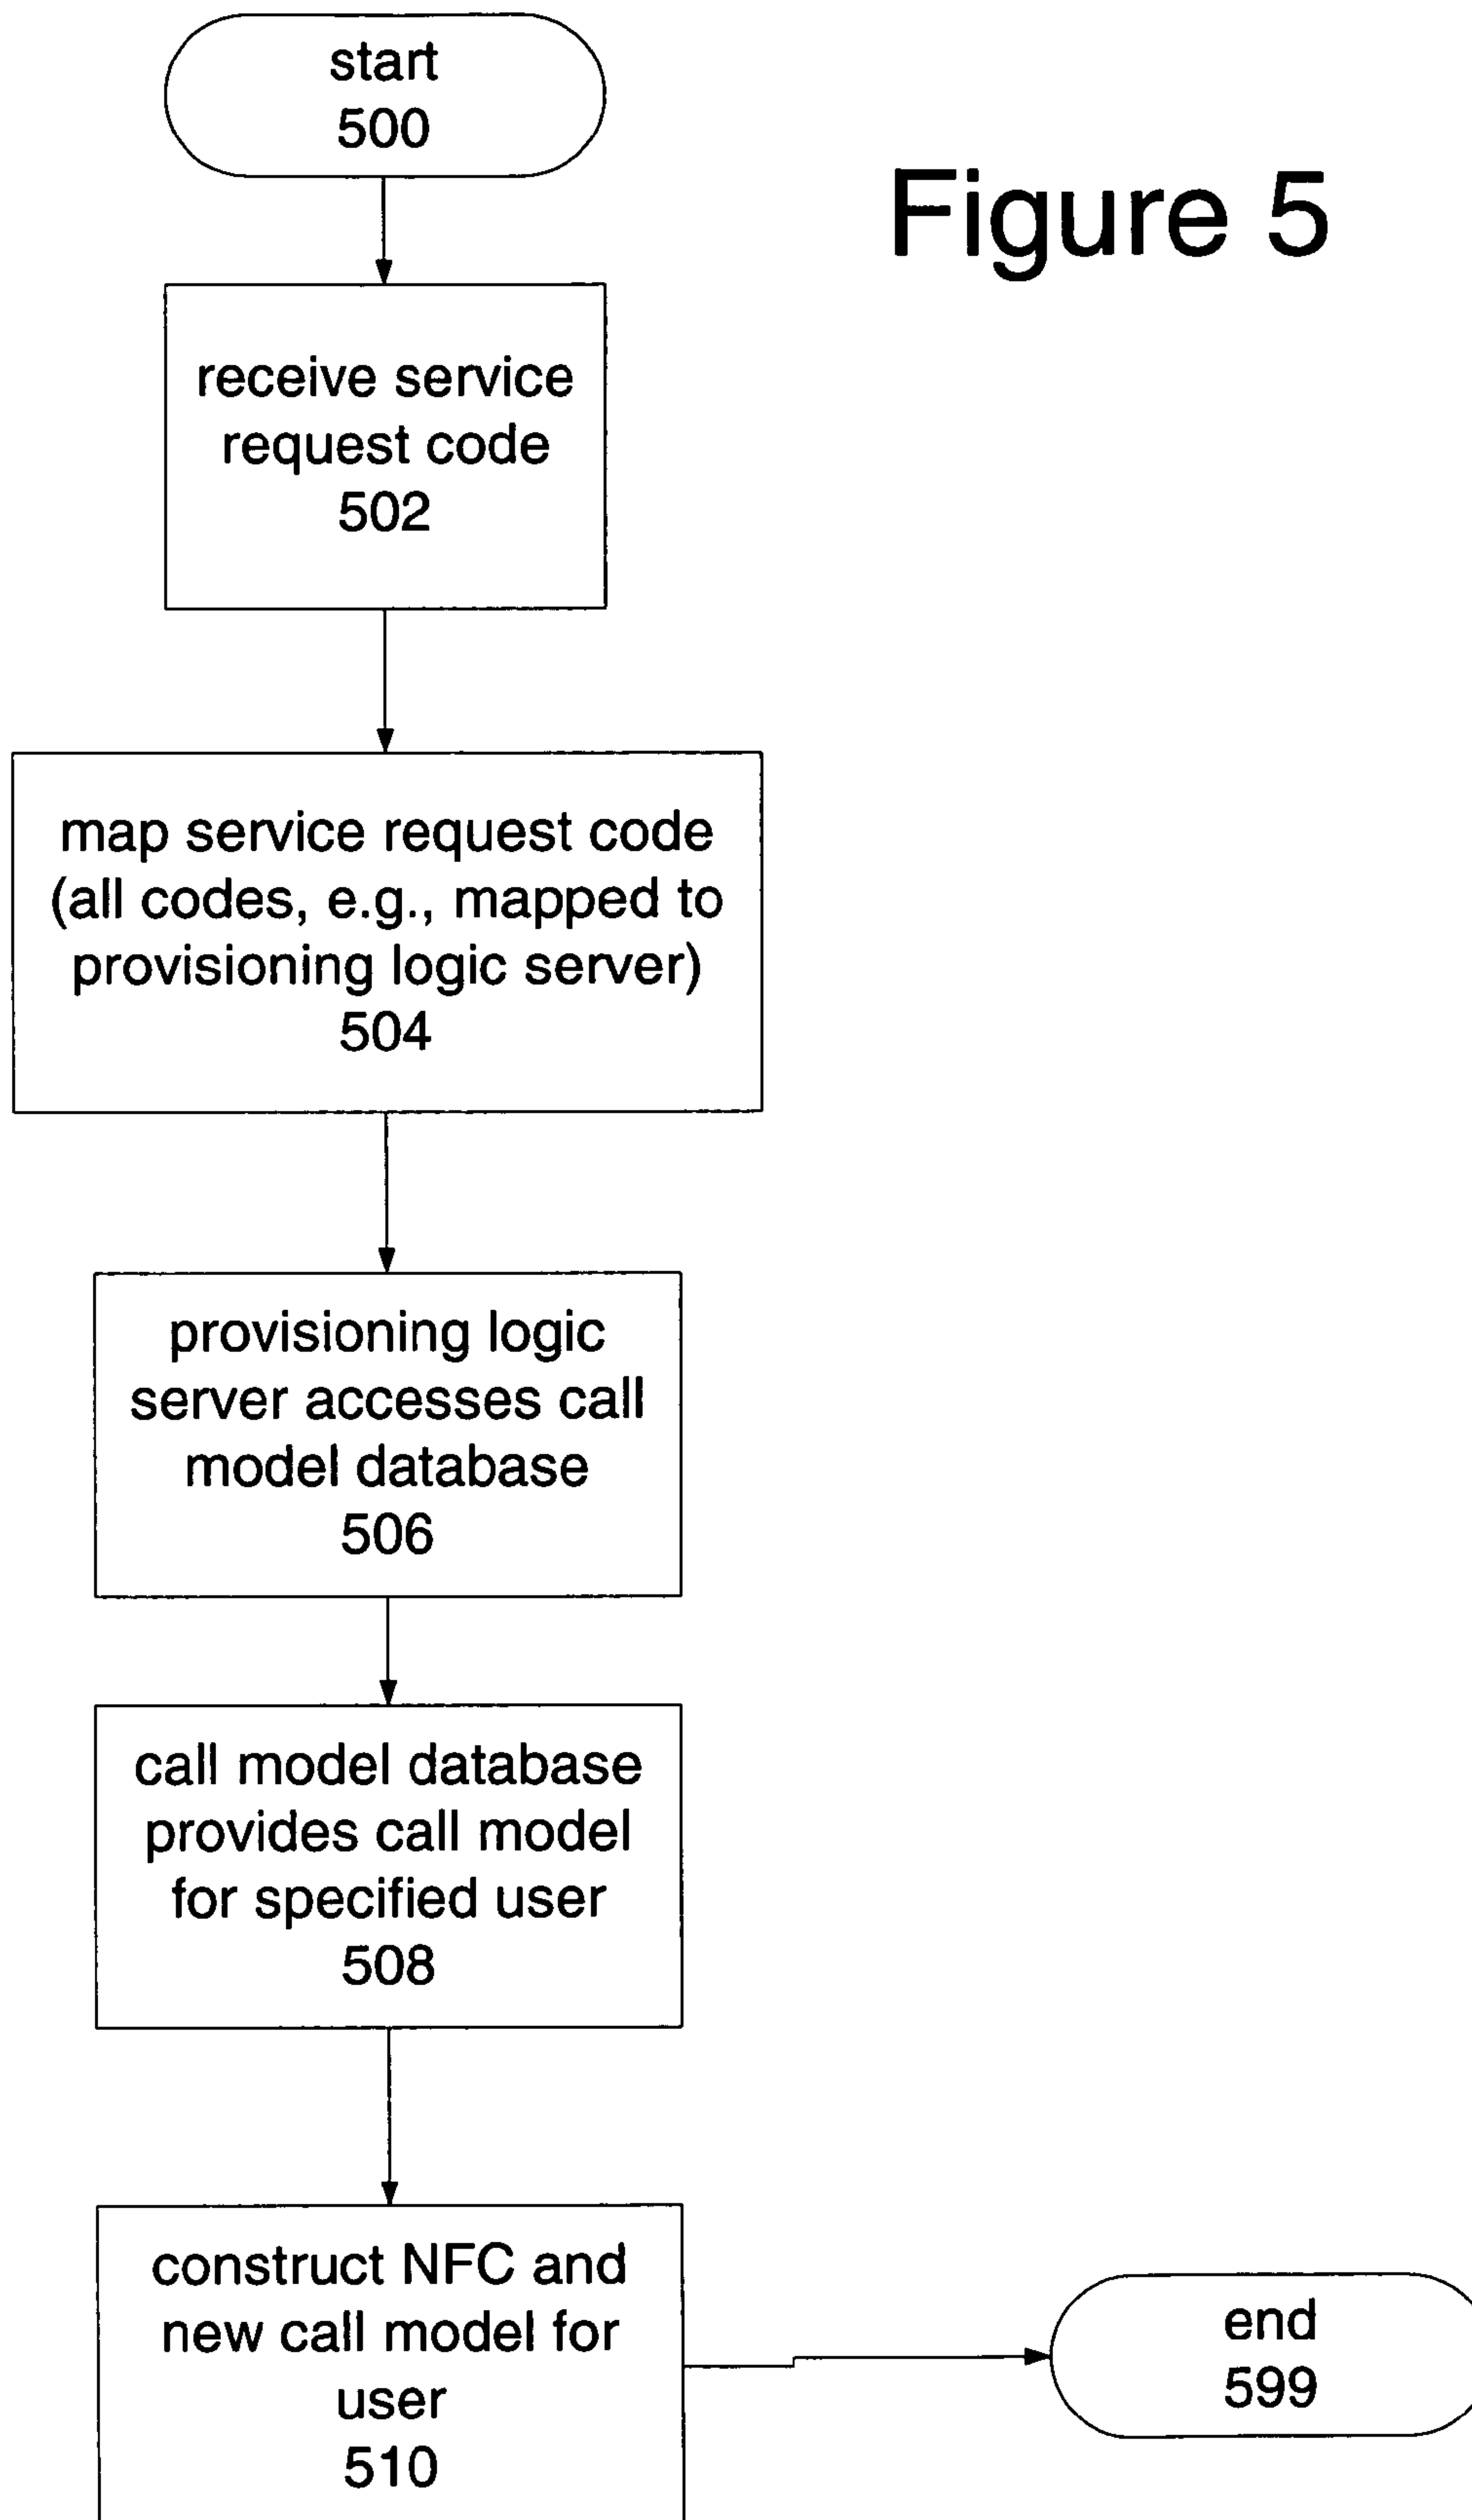 start
500
Figure 5
receive service
request code
502
map service request code
(all codes, e.g., mapped to
provisioning logic server)
504
provisioning logic
server accesses call
model database
506
call model database
provides call model
for specified user
508
construct NFC and
new call model for
user
510
end
599